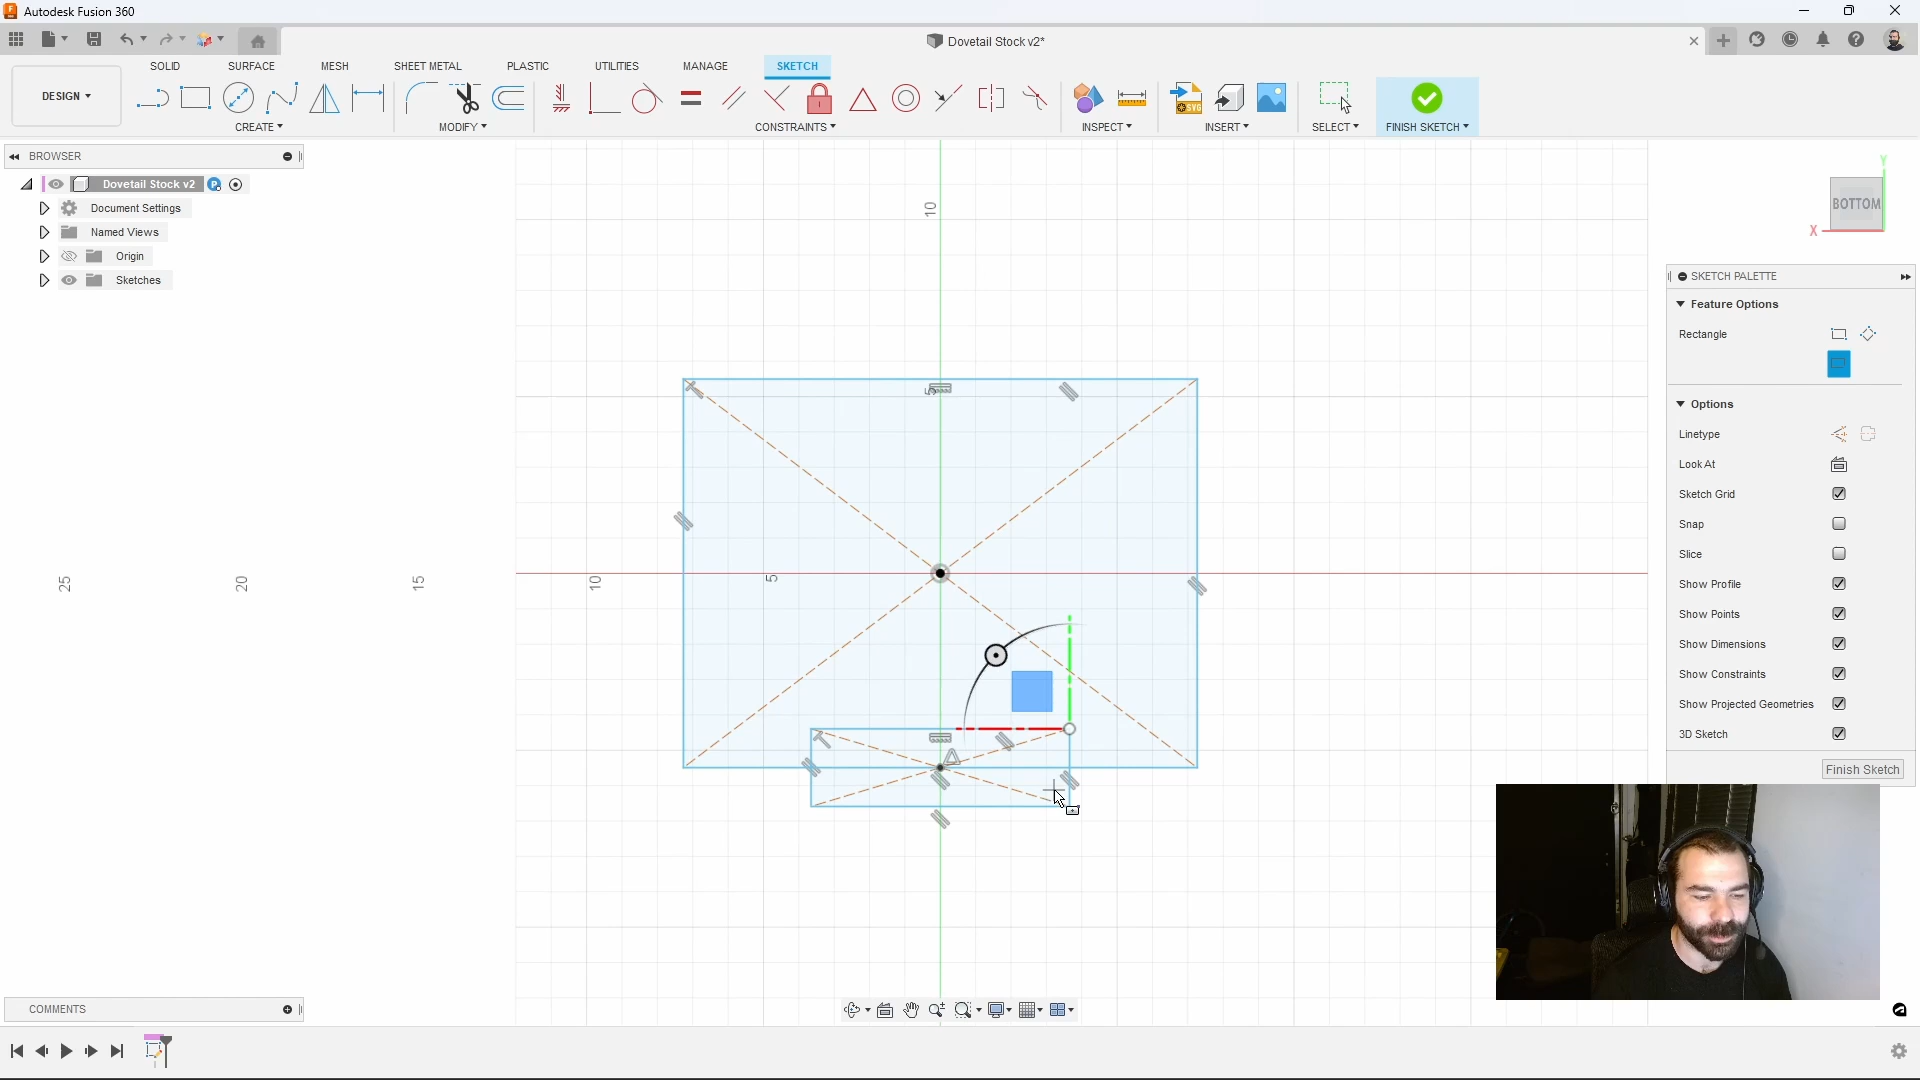 Autodesk Fusion 360
Dovetail Stock v2*
SOLID
SURFACE
MESH
SHEET METAL
PLASTIC
UTILITIES
MANAGE
SKETCH
DESIGN
CREATE
MODIFY
CONSTRAINTS
INSPECT
INSERT
SELECT
FINISH SKETCH
SVG
BROWSER
Dovetail Stock v2
P
Document Settings
Named Views
Origin
Sketches
10
5
25
20
15
10
5
Y
BOTTOM
X
SKETCH PALETTE
Feature Options
Rectangle
Options
Linetype
Look At
Sketch Grid
Snap
Slice
Show Profile
Show Points
Show Dimensions
Show Constraints
Show Projected Geometries
3D Sketch
Finish Sketch
COMMENTS